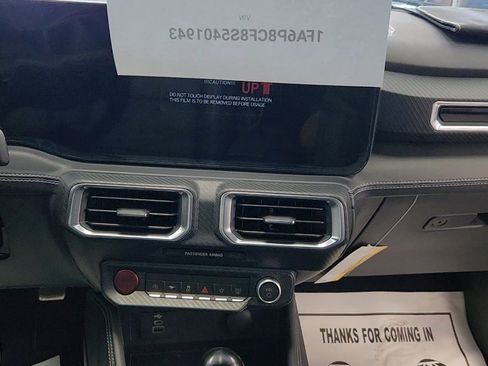 VIN
1FA6P8CF8S5401943
!!!CAUTION!!!
UP
DO NOT TOUCH DISPLAY DURING INSTALLATION
THIS FILM IS TO BE REMOVED BEFORE USAGE
PASSENGER AIRBAG
THANKS FOR COMING IN